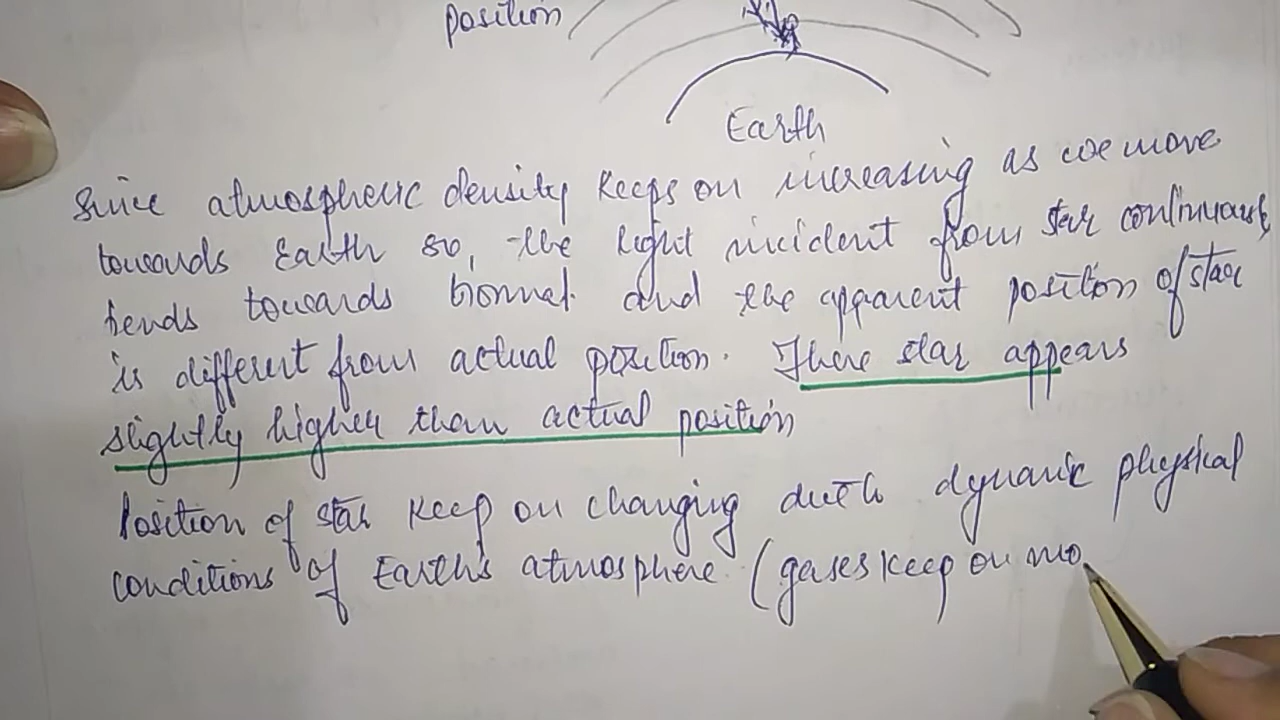 position
Earth
Since atmospheric density keeps on increasing as we move
towards Earth so, the light incident from star continuously
bends towards normal and the apparent position of star
is different from actual position. There star appears
slightly higher than actual position
Position of star keep on changing due to dynamic physical
conditions of Earth's atmosphere (gases keep on mo